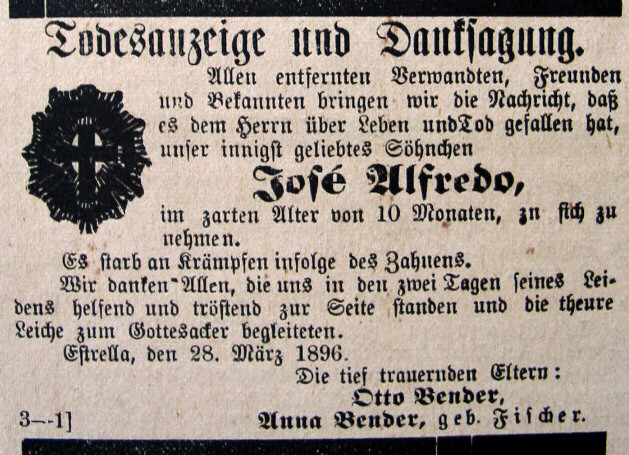 Todesanzeige und Danksagung.
Allen entfernten Verwandten, Freunden
und Bekannten bringen wir die Nachricht, daß
es dem Herrn über Leben und Tod gefallen hat,
unser innigst geliebtes Söhnchen
José Alfredo,
im zarten Alter von 10 Monaten, zn sich zu
nehmen.
Es starb an Krämpfen infolge des Zahnens.
Wir danken Allen, die uns in den zwei Tagen seines Lei-
dens helfend und tröstend zur Seite standen und die theure
Leiche zum Gottesacker begleiteten.
Estrella, den 28. März 1896.
Die tief trauernden Eltern:
Otto Bender,
Anna Bender, geb. Fischer.
3--1]